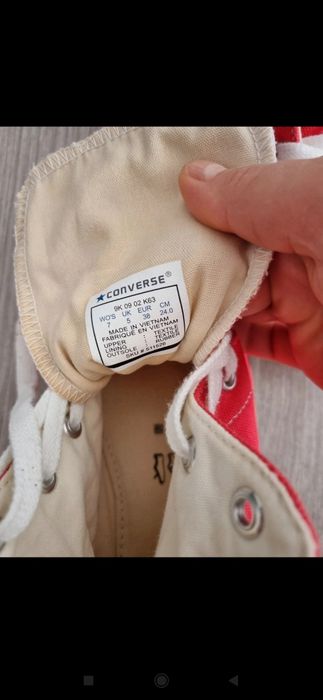 ★CONVERSE®
9K 09 02 K63
WO'S UK EUR CM
7 5 38 24.0
MADE IN VIETNAM
FABRIQUÉ EN VIETNAM
UPPER : TEXTILE
LINING : TEXTILE
OUTSOLE : RUBBER